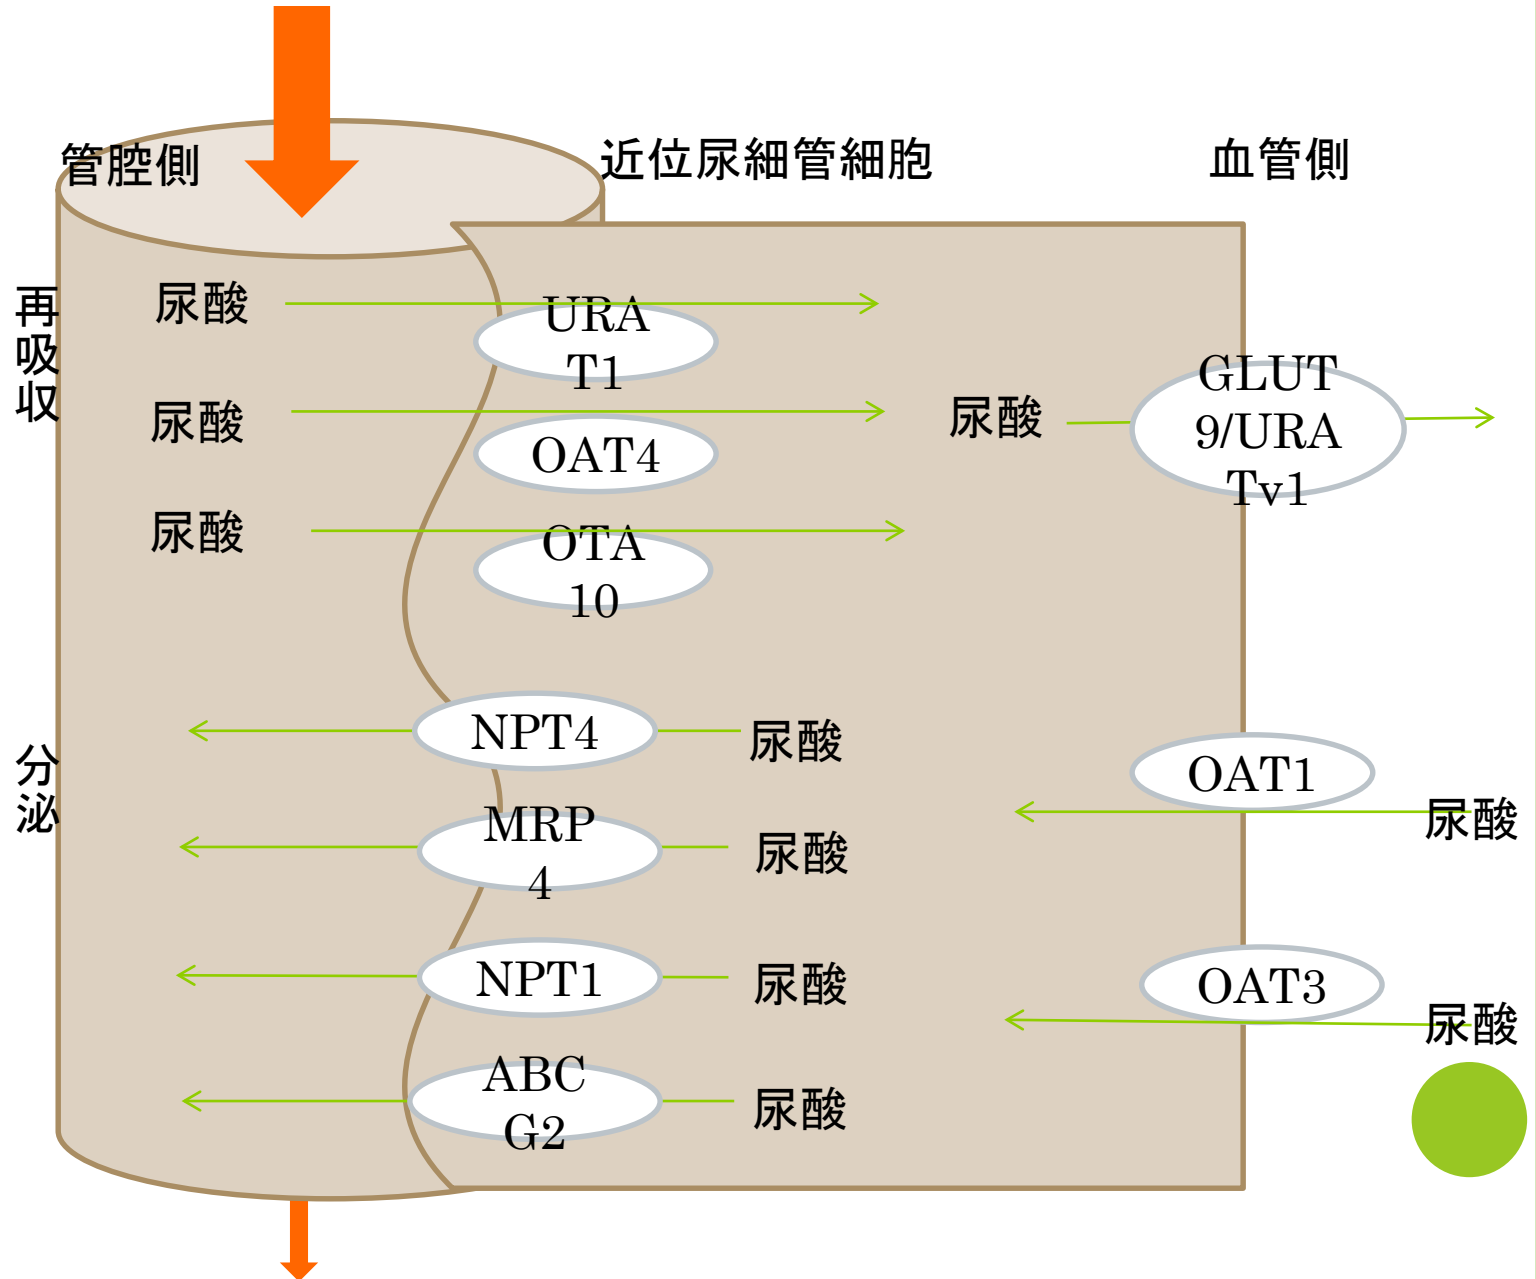 管腔側
近位尿細管細胞
血管側
再吸収
尿酸
URA
T1
尿酸
OAT4
尿酸
OTA
10
尿酸
GLUT
9/URA
Tv1
分泌
NPT4
尿酸
MRP
4
尿酸
NPT1
尿酸
ABC
G2
尿酸
OAT1
尿酸
OAT3
尿酸